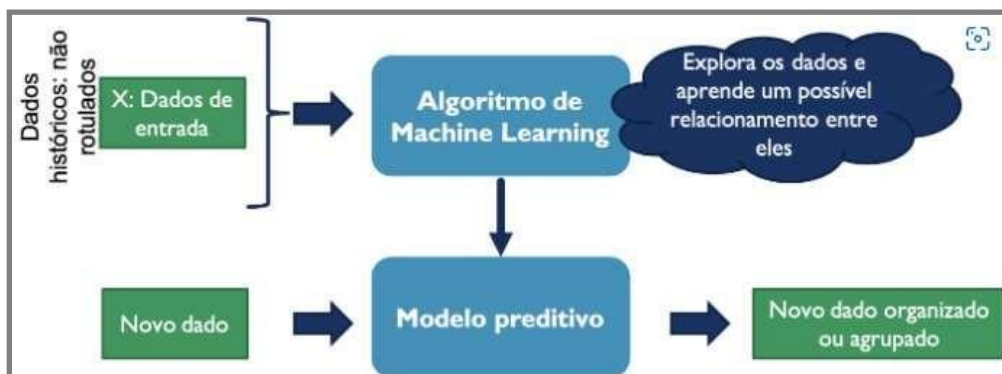 Dados
históricos: não
rotulados
X: Dados de
entrada
Algoritmo de
Machine Learning
Explora os dados e
aprende um possível
relacionamento entre
eles
Novo dado
Modelo preditivo
Novo dado organizado
ou agrupado